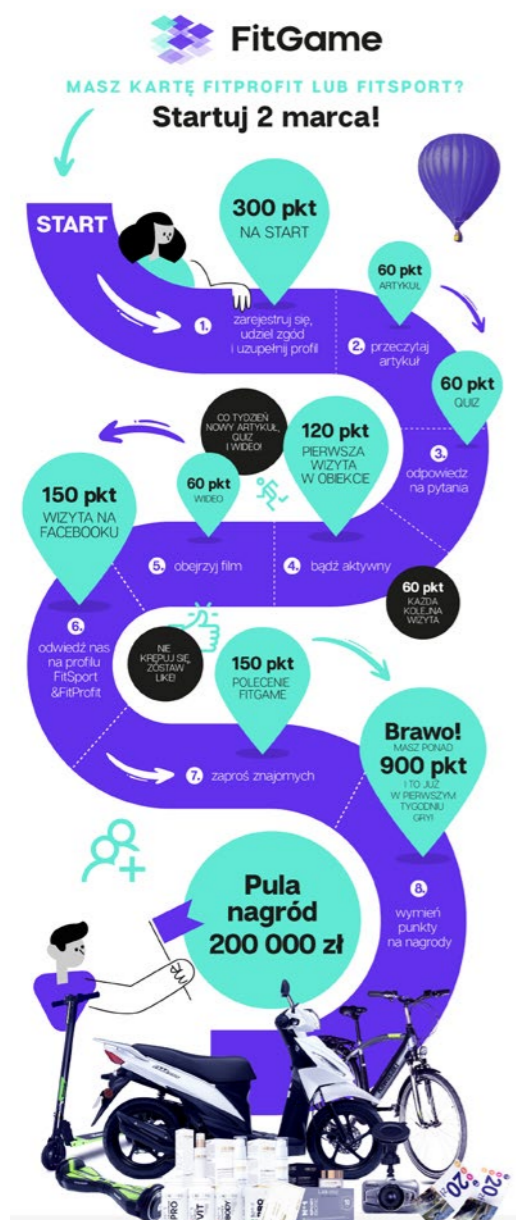 FitGame
MASZ KARTĘ FITPROFIT LUB FITSPORT?
Startuj 2 marca!
START
300 pkt
NA START
1. zarejestruj się,
udziel zgód
i uzupełnij profil
60 pkt
ARTYKUŁ
2. przeczytaj
artykuł
60 pkt
QUIZ
3.
odpowiedz
na pytania
CO TYDZIEŃ
NOWY ARTYKUŁ,
QUIZ
I WIDEO!
120 pkt
PIERWSZA
WIZYTA
W OBIEKCIE
4. bądź aktywny
60 pkt
KAŻDA
KOLEJNA
WIZYTA
60 pkt
WIDEO
5. obejrzyj film
150 pkt
WIZYTA NA
FACEBOOKU
6.
odwiedź nas
na profilu
FitSport
&FitProfit
NIE
KRĘPUJ SIĘ,
ZOSTAW
LIKE!
150 pkt
POLECENIE
FITGAME
7. zaproś znajomych
Brawo!
MASZ PONAD
900 pkt
I TO JUŻ
W PIERWSZYM
TYGODNIU
GRY!
8.
wymień
punkty
na nagrody
Pula
nagród
200 000 zł
PRO
VIT
BODY
20
20